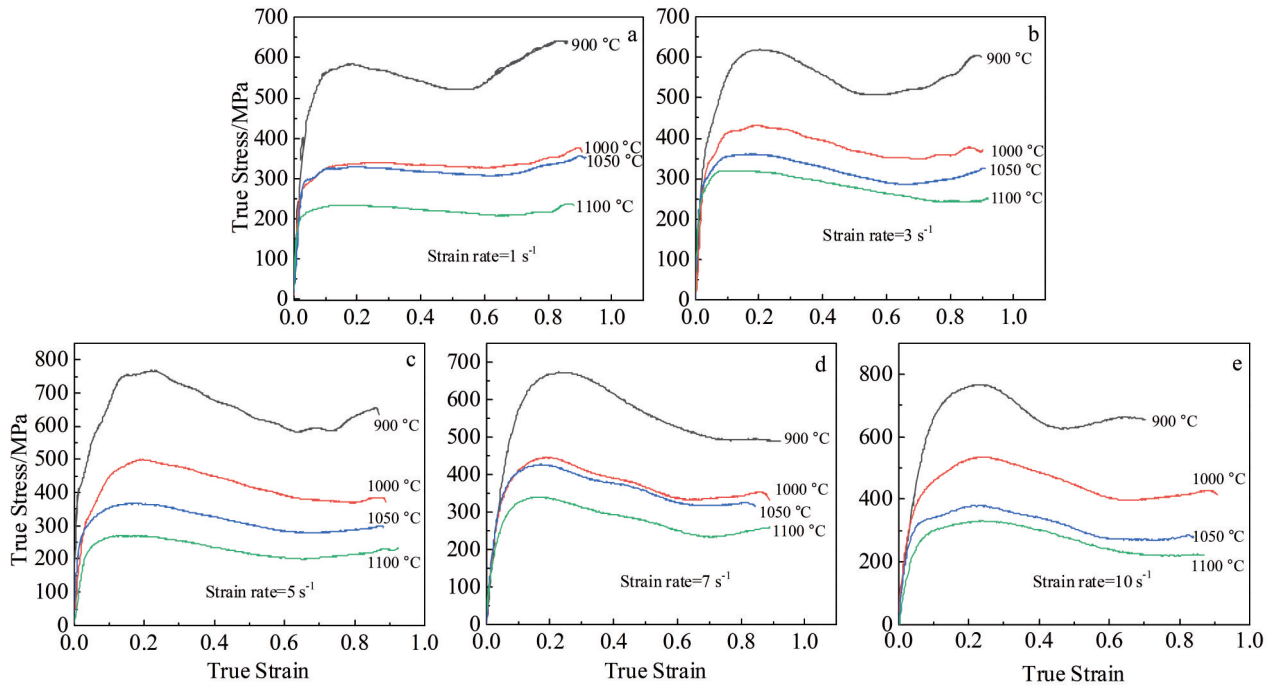 True Stress/MPa
700
600
500
400
300
200
100
0
a
900 °C
1000 °C
1050 °C
1100 °C
Strain rate=1 s-1
0.0 0.2 0.4 0.6 0.8 1.0
700
600
500
400
300
200
100
0
b
900 °C
1000 °C
1050 °C
1100 °C
Strain rate=3 s-1
0.0 0.2 0.4 0.6 0.8 1.0
True Stress/MPa
800
700
600
500
400
300
200
100
0
c
900 °C
1000 °C
1050 °C
1100 °C
Strain rate=5 s-1
0.0 0.2 0.4 0.6 0.8 1.0
True Strain
700
600
500
400
300
200
100
0
d
900 °C
1000 °C
1050 °C
1100 °C
Strain rate=7 s-1
0.0 0.2 0.4 0.6 0.8 1.0
True Strain
800
600
400
200
0
e
900 °C
1000 °C
1050 °C
1100 °C
Strain rate=10 s-1
0.0 0.2 0.4 0.6 0.8 1.0
True Strain